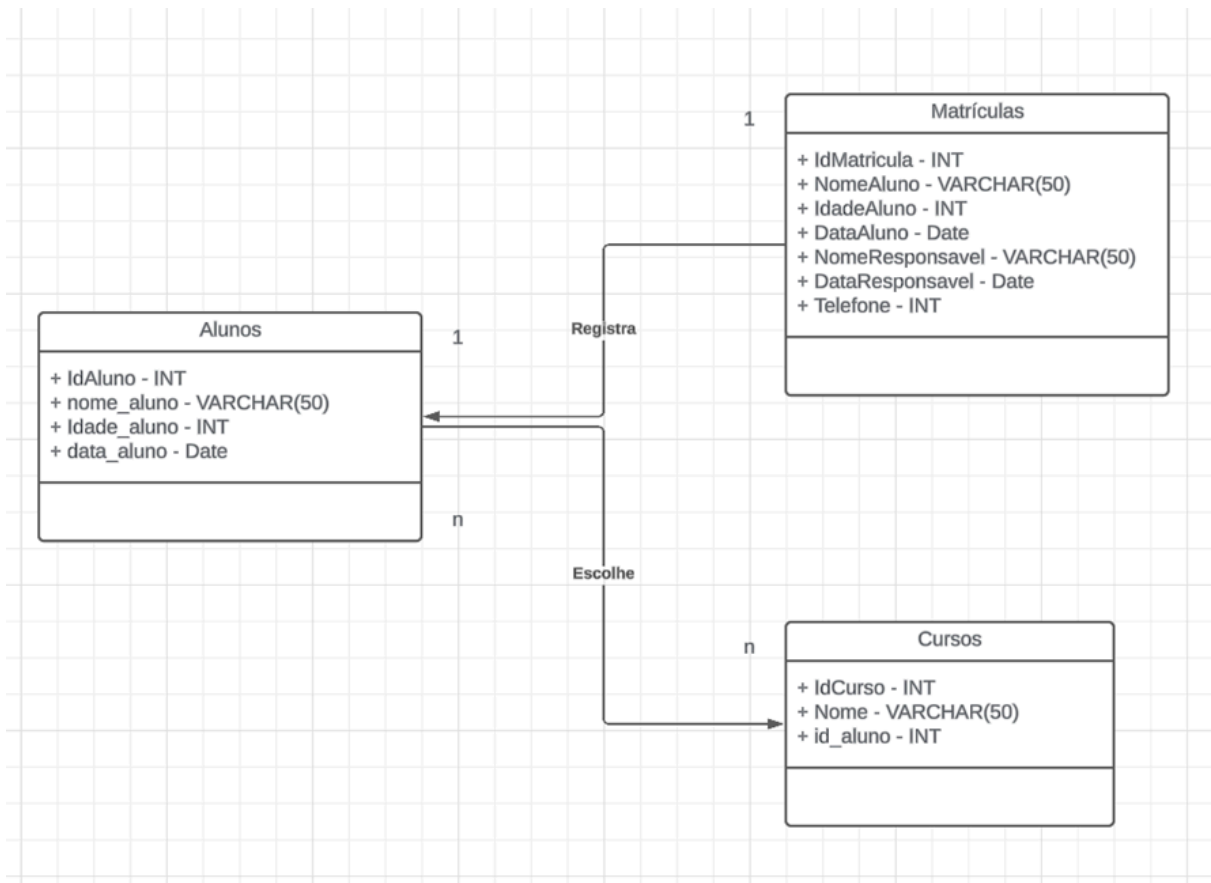 1
Matrículas
+ IdMatricula - INT
+ NomeAluno - VARCHAR(50)
+ IdadeAluno - INT
+ DataAluno - Date
+ NomeResponsavel - VARCHAR(50)
+ DataResponsavel - Date
+ Telefone - INT
Alunos
1
+ IdAluno - INT
+ nome_aluno - VARCHAR(50)
+ Idade_aluno - INT
+ data_aluno - Date
n
Registra
Escolhe
n
Cursos
+ IdCurso - INT
+ Nome - VARCHAR(50)
+ id_aluno - INT